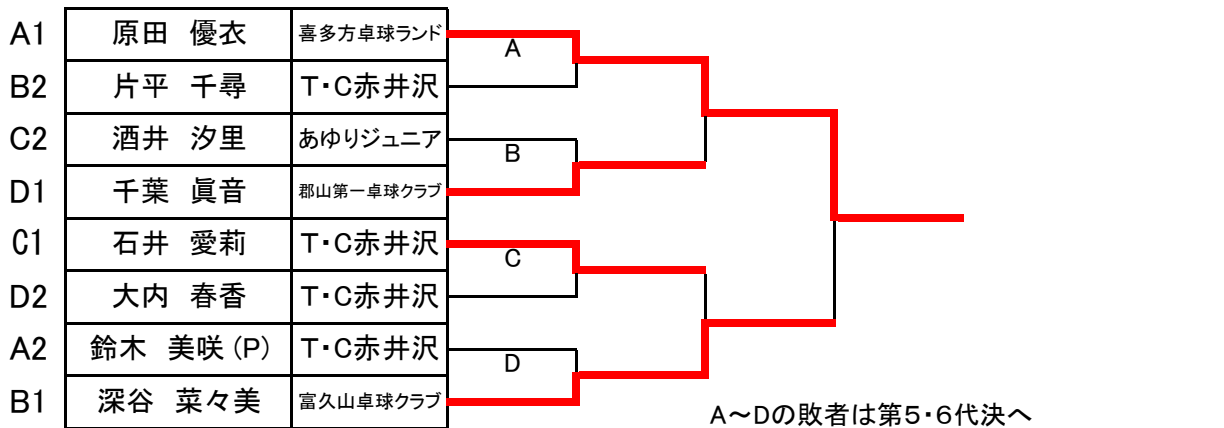 A1 原田 優衣 喜多方卓球ランド
A
B2 片平 千尋 T・C赤井沢
C2 酒井 汐里 あゆりジュニア
B
D1 千葉 眞音 郡山第一卓球クラブ
C1 石井 愛莉 T・C赤井沢
C
D2 大内 春香 T・C赤井沢
A2 鈴木 美咲(P) T・C赤井沢
D
B1 深谷 菜々美 富久山卓球クラブ
A～Dの敗者は第5・6代決へ